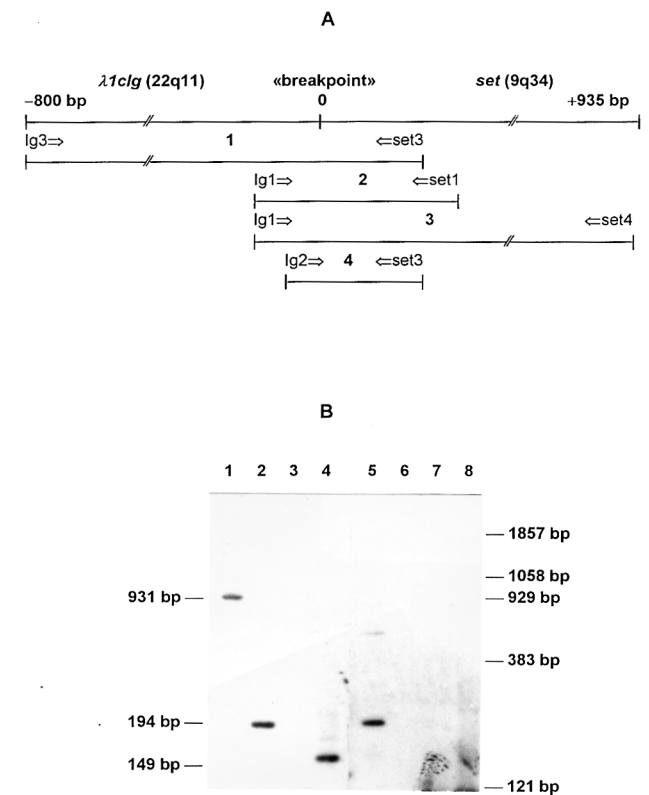 A
λ1cIg (22q11) «breakpoint» set (9q34)
−800 bp 0 +935 bp
Ig3⇒ 1 ⇐set3
Ig1⇒ 2 ⇐set1
Ig1⇒ 3 ⇐set4
Ig2⇒ 4 ⇐set3
B
1 2 3 4 5 6 7 8
1857 bp
1058 bp
931 bp 929 bp
383 bp
194 bp
149 bp
121 bp